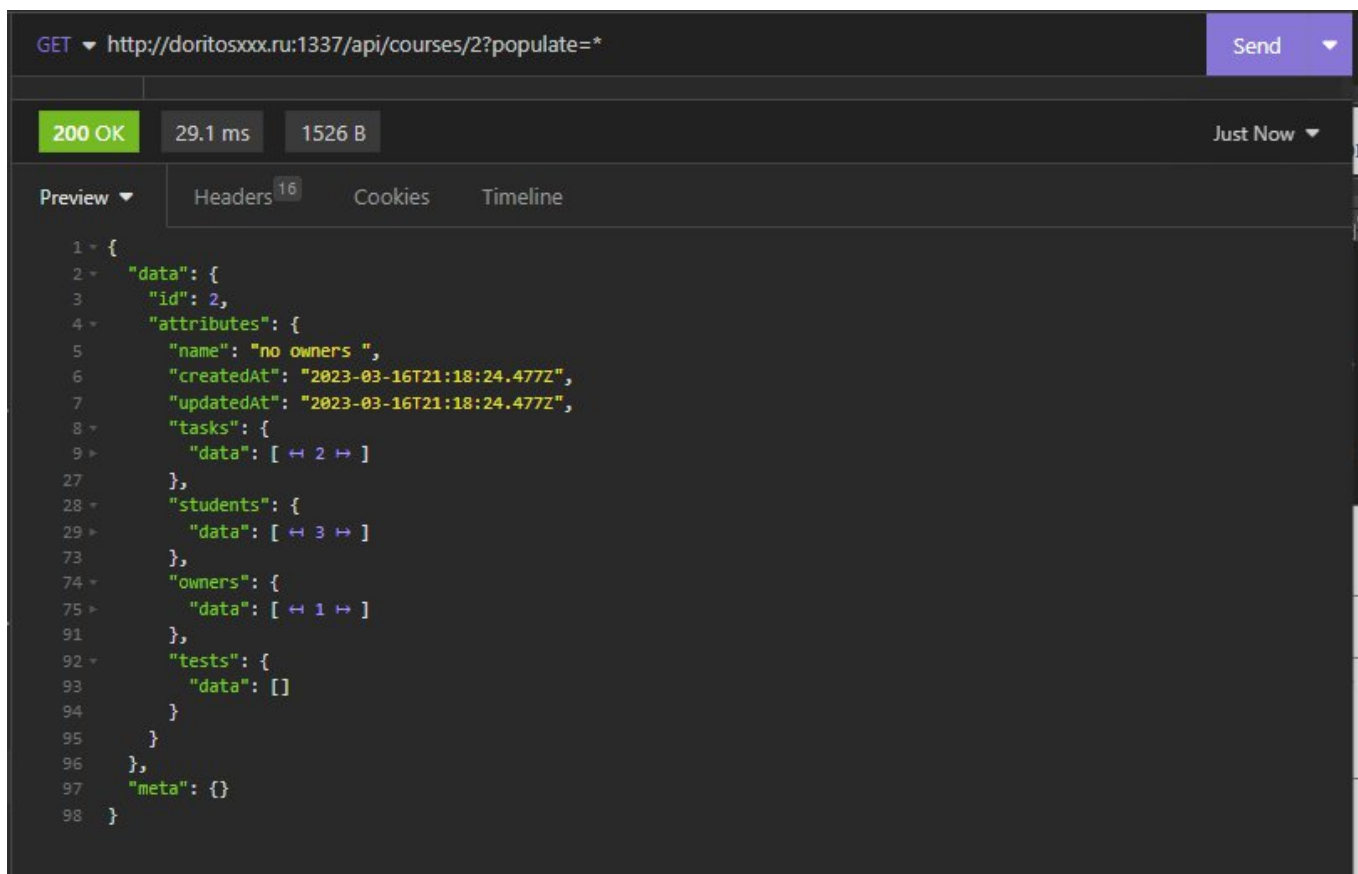 GET http://doritosxxx.ru:1337/api/courses/2?populate=* Send
200 OK 29.1 ms 1526 B Just Now
Preview Headers 16 Cookies Timeline
1 {
2 "data": {
3 "id": 2,
4 "attributes": {
5 "name": "no owners ",
6 "createdAt": "2023-03-16T21:18:24.477Z",
7 "updatedAt": "2023-03-16T21:18:24.477Z",
8 "tasks": {
9 "data": [ ↤ 2 ↦ ]
27 },
28 "students": {
29 "data": [ ↤ 3 ↦ ]
73 },
74 "owners": {
75 "data": [ ↤ 1 ↦ ]
91 },
92 "tests": {
93 "data": []
94 }
95 }
96 },
97 "meta": {}
98 }